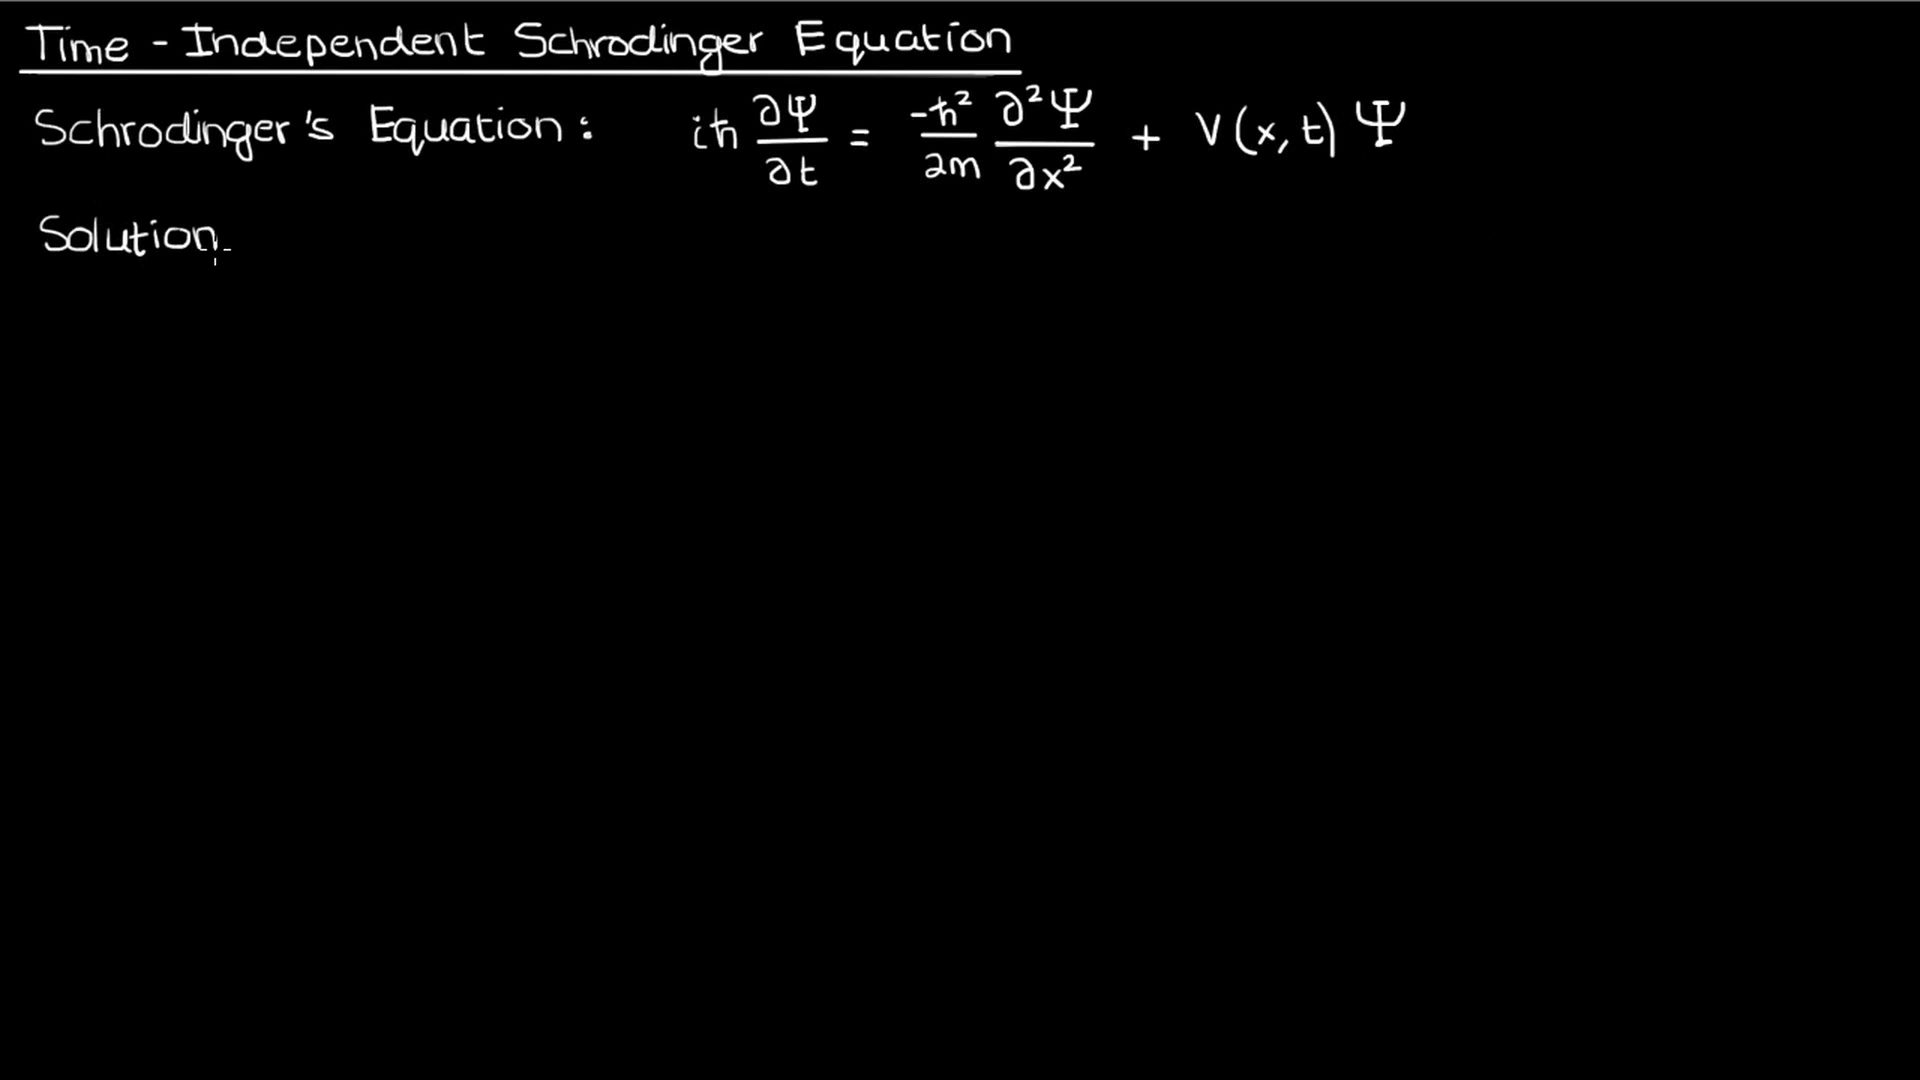 Time - Independent Schrodinger Equation
Schrodinger's Equation: iħ ∂Ψ/∂t = -ħ²/2m ∂²Ψ/∂x² + V(x,t) Ψ
Solution